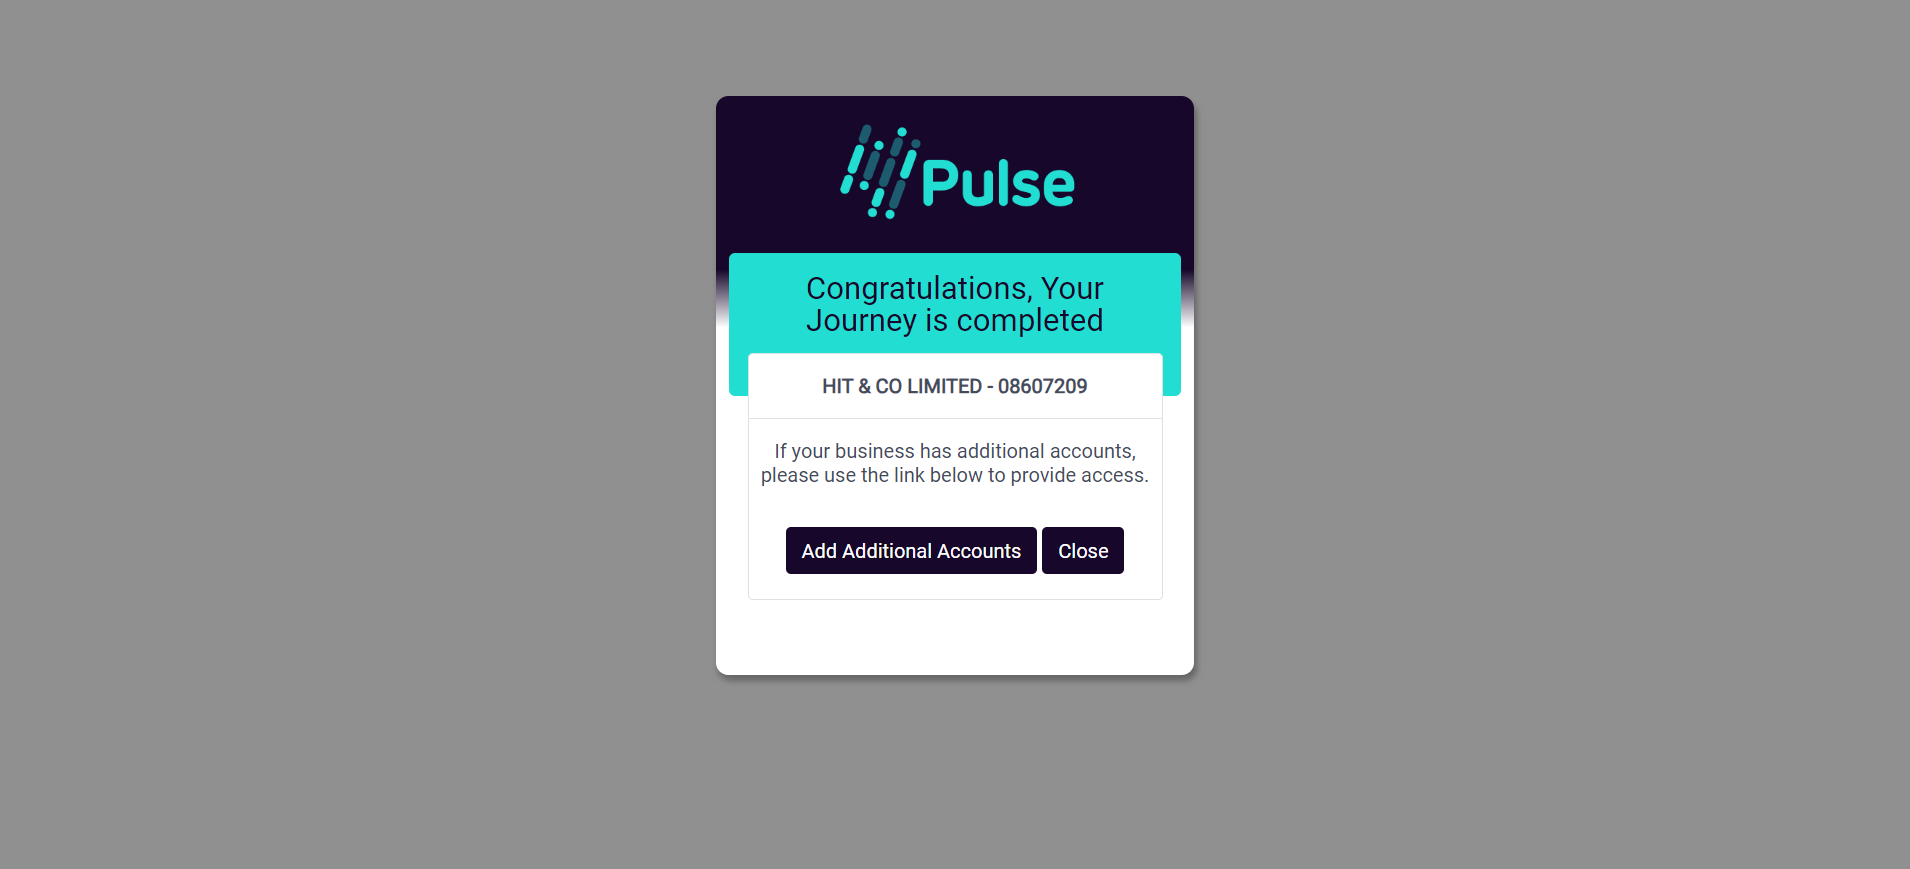 Pulse
Congratulations, Your
Journey is completed
HIT & CO LIMITED - 08607209
If your business has additional accounts,
please use the link below to provide access.
Add Additional Accounts
Close